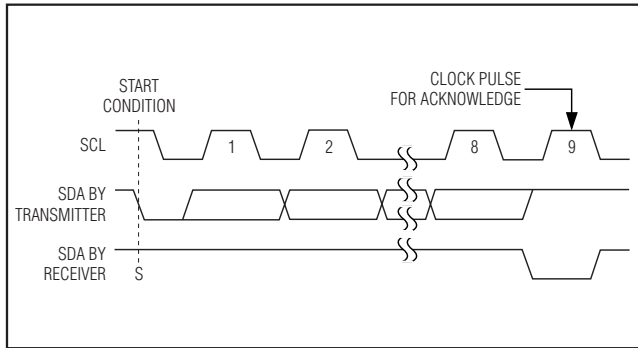 START
CONDITION
CLOCK PULSE
FOR ACKNOWLEDGE
SCL
1
2
8
9
SDA BY
TRANSMITTER
SDA BY
RECEIVER
S